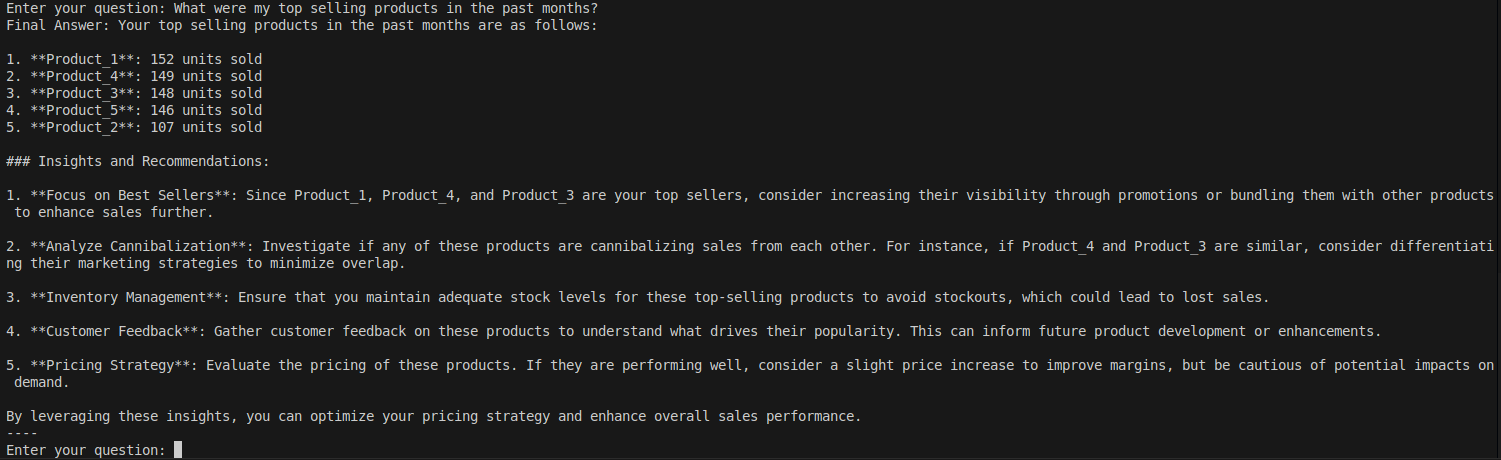 Enter your question: What were my top selling products in the past months?
Final Answer: Your top selling products in the past months are as follows:

1. **Product_1**: 152 units sold
2. **Product_4**: 149 units sold
3. **Product_3**: 148 units sold
4. **Product_5**: 146 units sold
5. **Product_2**: 107 units sold

### Insights and Recommendations:

1. **Focus on Best Sellers**: Since Product_1, Product_4, and Product_3 are your top sellers, consider increasing their visibility through promotions or bundling them with other products
 to enhance sales further.

2. **Analyze Cannibalization**: Investigate if any of these products are cannibalizing sales from each other. For instance, if Product_4 and Product_3 are similar, consider differentiati
ng their marketing strategies to minimize overlap.

3. **Inventory Management**: Ensure that you maintain adequate stock levels for these top-selling products to avoid stockouts, which could lead to lost sales.

4. **Customer Feedback**: Gather customer feedback on these products to understand what drives their popularity. This can inform future product development or enhancements.

5. **Pricing Strategy**: Evaluate the pricing of these products. If they are performing well, consider a slight price increase to improve margins, but be cautious of potential impacts on
 demand.

By leveraging these insights, you can optimize your pricing strategy and enhance overall sales performance.
----
Enter your question: